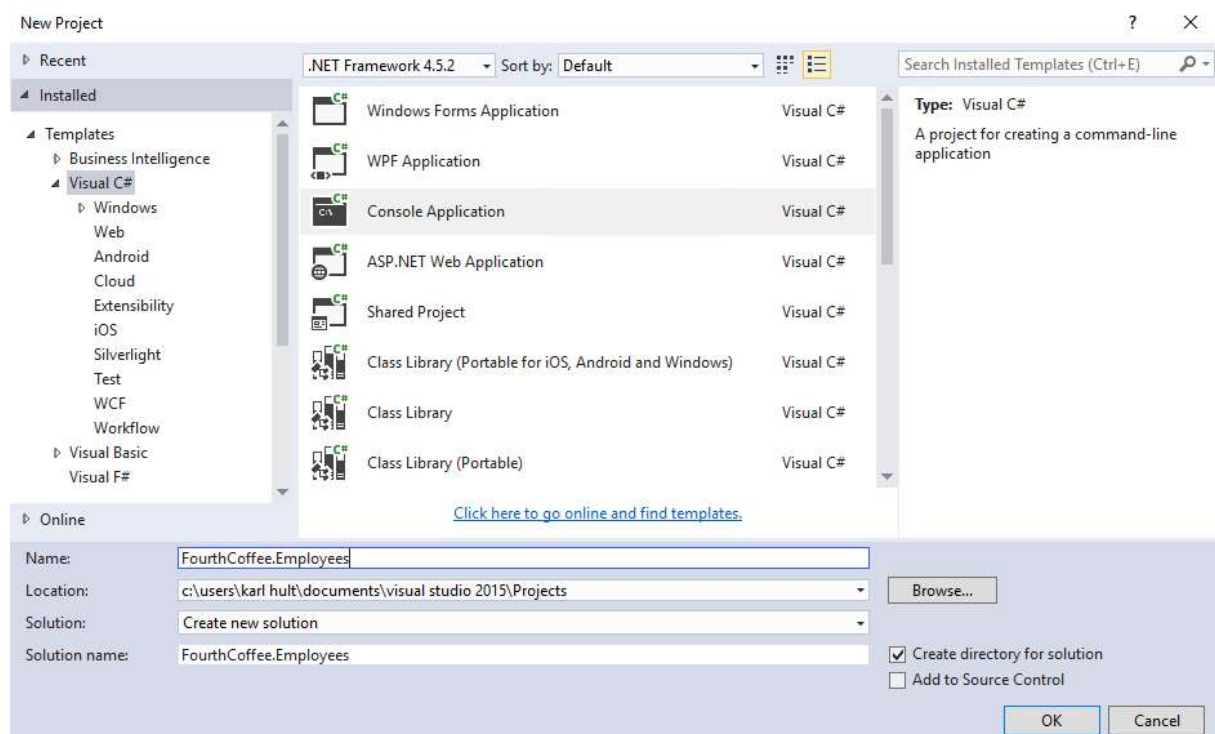 New Project ? ×
Recent
.NET Framework 4.5.2 Sort by: Default Search Installed Templates (Ctrl+E)
Installed
Templates
Business Intelligence
Visual C#
Windows
Web
Android
Cloud
Extensibility
iOS
Silverlight
Test
WCF
Workflow
Visual Basic
Visual F#
Online
Windows Forms Application Visual C#
WPF Application Visual C#
Console Application Visual C#
ASP.NET Web Application Visual C#
Shared Project Visual C#
Class Library (Portable for iOS, Android and Windows) Visual C#
Class Library Visual C#
Class Library (Portable) Visual C#
Click here to go online and find templates.
Type: Visual C#
A project for creating a command-line
application
Name: FourthCoffee.Employees
Location: c:\users\karl hult\documents\visual studio 2015\Projects Browse...
Solution: Create new solution
Solution name: FourthCoffee.Employees Create directory for solution
Add to Source Control
OK Cancel